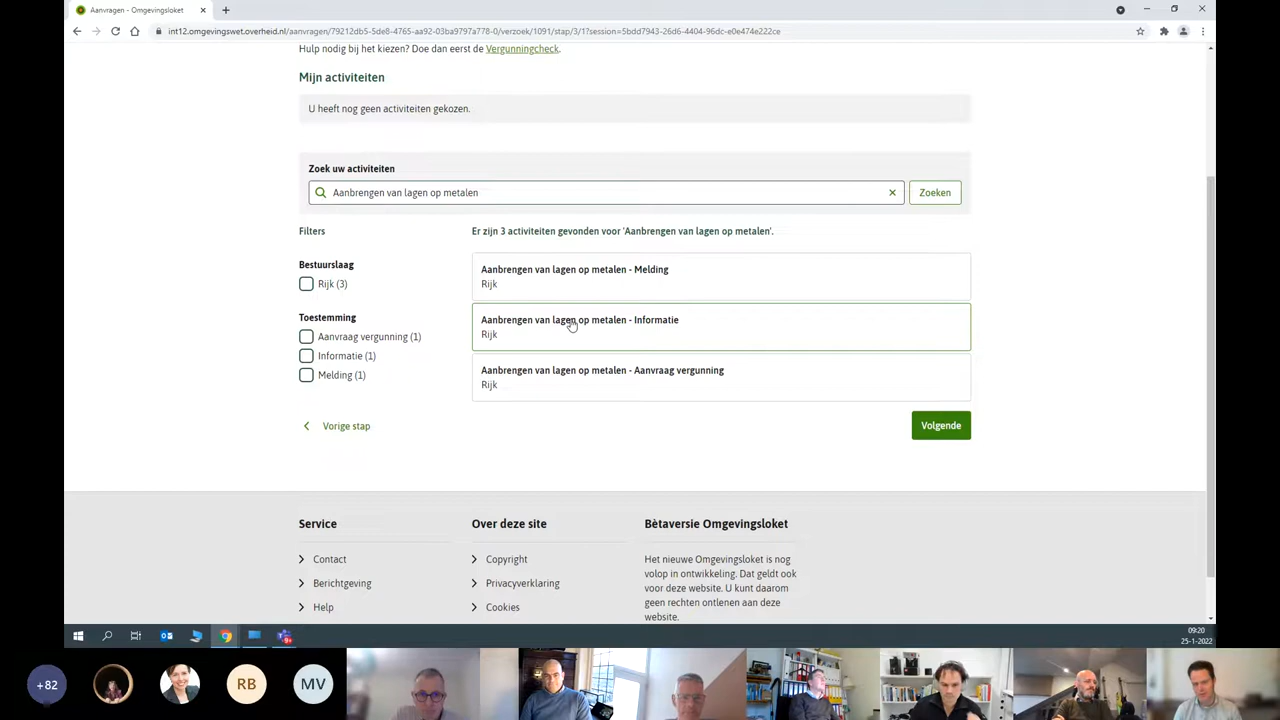 Aanvragen - Omgevingsloket
int12.omgevingswet.overheid.nl/aanvragen/79212db5-5de8-4765-aa92-03ba9797a778-0/verzoek/1091/stap/3/1?session=5bdd7943-26d6-4404-96dc-e0e474e222ce
Hulp nodig bij het kiezen? Doe dan eerst de Vergunningcheck.
Mijn activiteiten
U heeft nog geen activiteiten gekozen.
Zoek uw activiteiten
Aanbrengen van lagen op metalen
Zoeken
Filters
Er zijn 3 activiteiten gevonden voor 'Aanbrengen van lagen op metalen'.
Bestuurslaag
Rijk (3)
Toestemming
Aanvraag vergunning (1)
Informatie (1)
Melding (1)
Aanbrengen van lagen op metalen - Melding
Rijk
Aanbrengen van lagen op metalen - Informatie
Rijk
Aanbrengen van lagen op metalen - Aanvraag vergunning
Rijk
Vorige stap
Volgende
Service
Contact
Berichtgeving
Help
Over deze site
Copyright
Privacyverklaring
Cookies
Bètaversie Omgevingsloket
Het nieuwe Omgevingsloket is nog
volop in ontwikkeling. Dat geldt ook
voor deze website. U kunt daarom
geen rechten ontlenen aan deze
website.
09:20
25-1-2022
+82
RB
MV